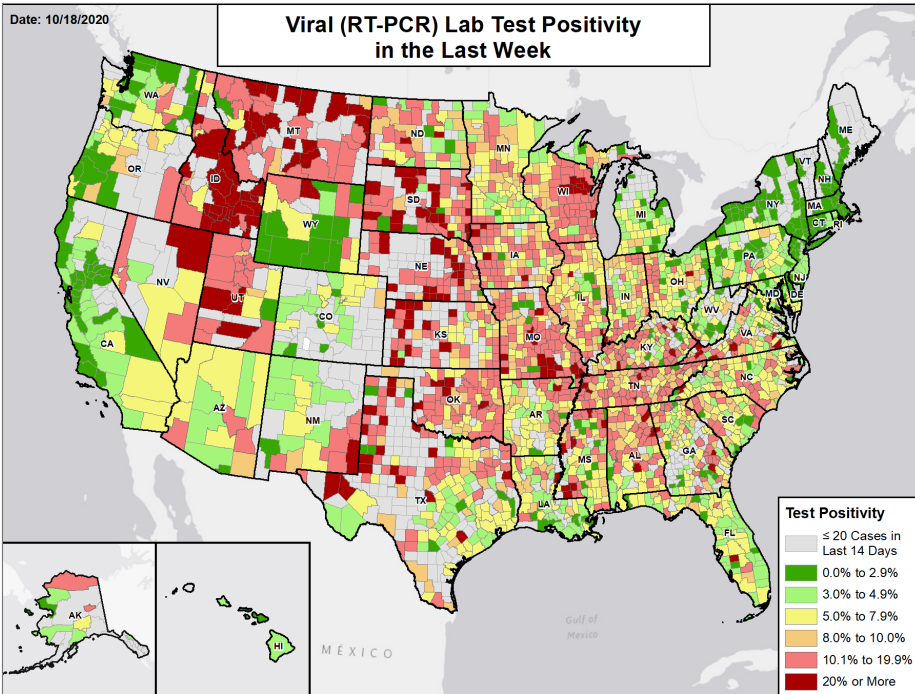 Date: 10/18/2020
Viral (RT-PCR) Lab Test Positivity
in the Last Week
WA
MT
ND
MN
ME
OR
ID
SD
WI
VT
NH
NY
MA
CT
RI
WY
MI
IA
NE
PA
NJ
NV
UT
CO
IL
IN
OH
MD
DE
WV
CA
KS
MO
KY
VA
AZ
NM
OK
AR
TN
NC
SC
MS
AL
GA
TX
LA
FL
AK
HI
MÉXICO
Gulf of
Mexico
Test Positivity
≤ 20 Cases in
Last 14 Days
0.0% to 2.9%
3.0% to 4.9%
5.0% to 7.9%
8.0% to 10.0%
10.1% to 19.9%
20% or More